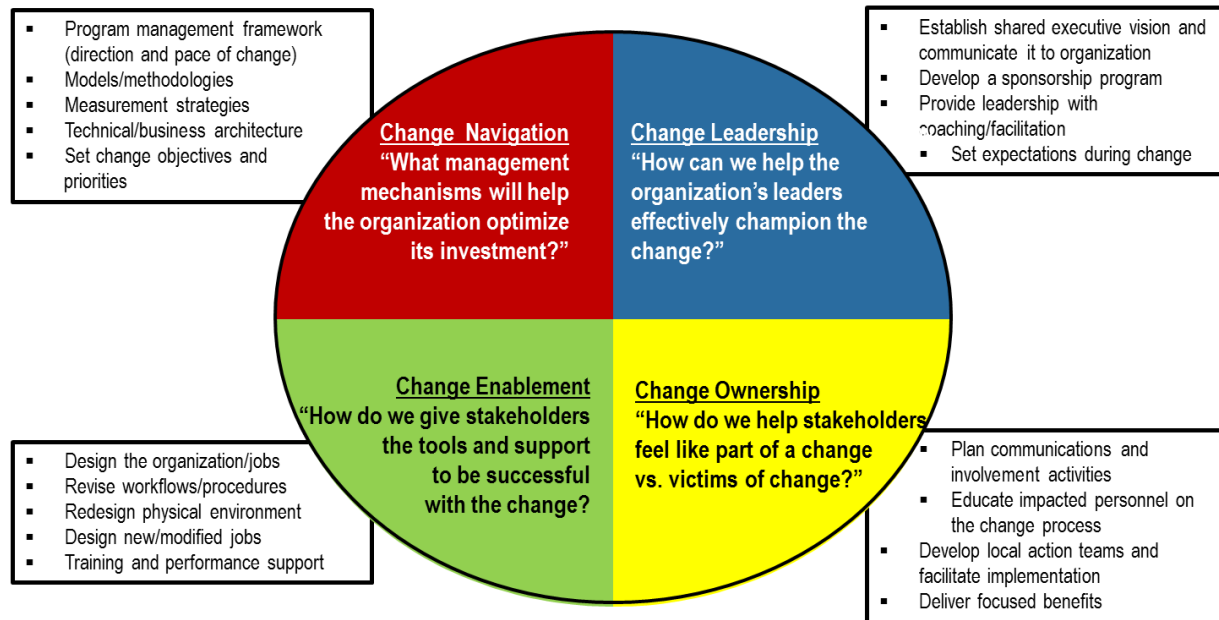 ▪ Program management framework
(direction and pace of change)
▪ Models/methodologies
▪ Measurement strategies
▪ Technical/business architecture
▪ Set change objectives and
priorities
Change Navigation
“What management
mechanisms will help
the organization optimize
its investment?”
Change Leadership
“How can we help the
organization’s leaders
effectively champion the
change?”
▪ Establish shared executive vision and
communicate it to organization
▪ Develop a sponsorship program
▪ Provide leadership with
coaching/facilitation
▪ Set expectations during change
▪ Design the organization/jobs
▪ Revise workflows/procedures
▪ Redesign physical environment
▪ Design new/modified jobs
▪ Training and performance support
Change Enablement
“How do we give stakeholders
the tools and support
to be successful
with the change?
Change Ownership
“How do we help stakeholders
feel like part of a change
vs. victims of change?”
▪ Plan communications and
involvement activities
▪ Educate impacted personnel on
the change process
▪ Develop local action teams and
facilitate implementation
▪ Deliver focused benefits